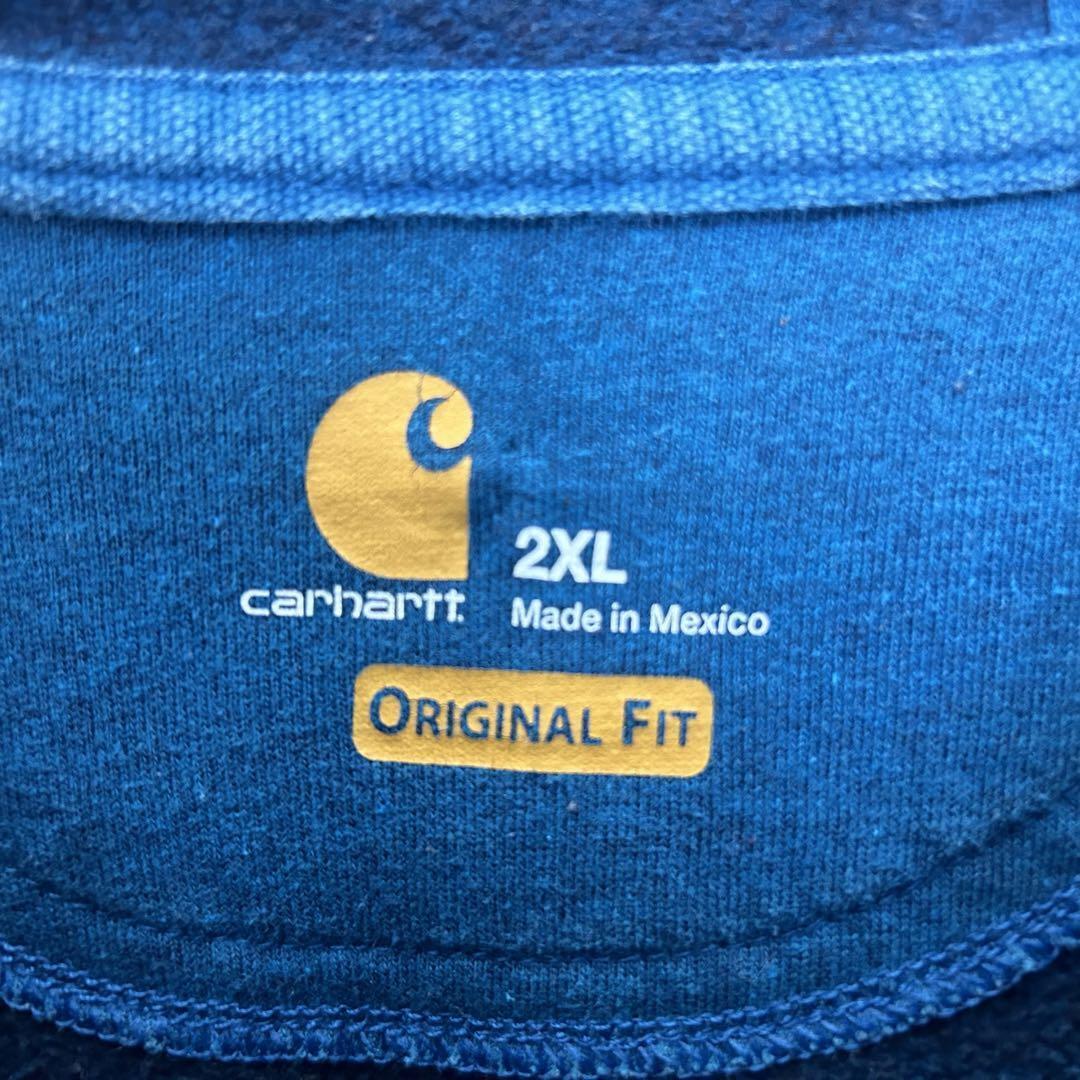 2XL
carhartt.
Made in Mexico
ORIGINAL FIT